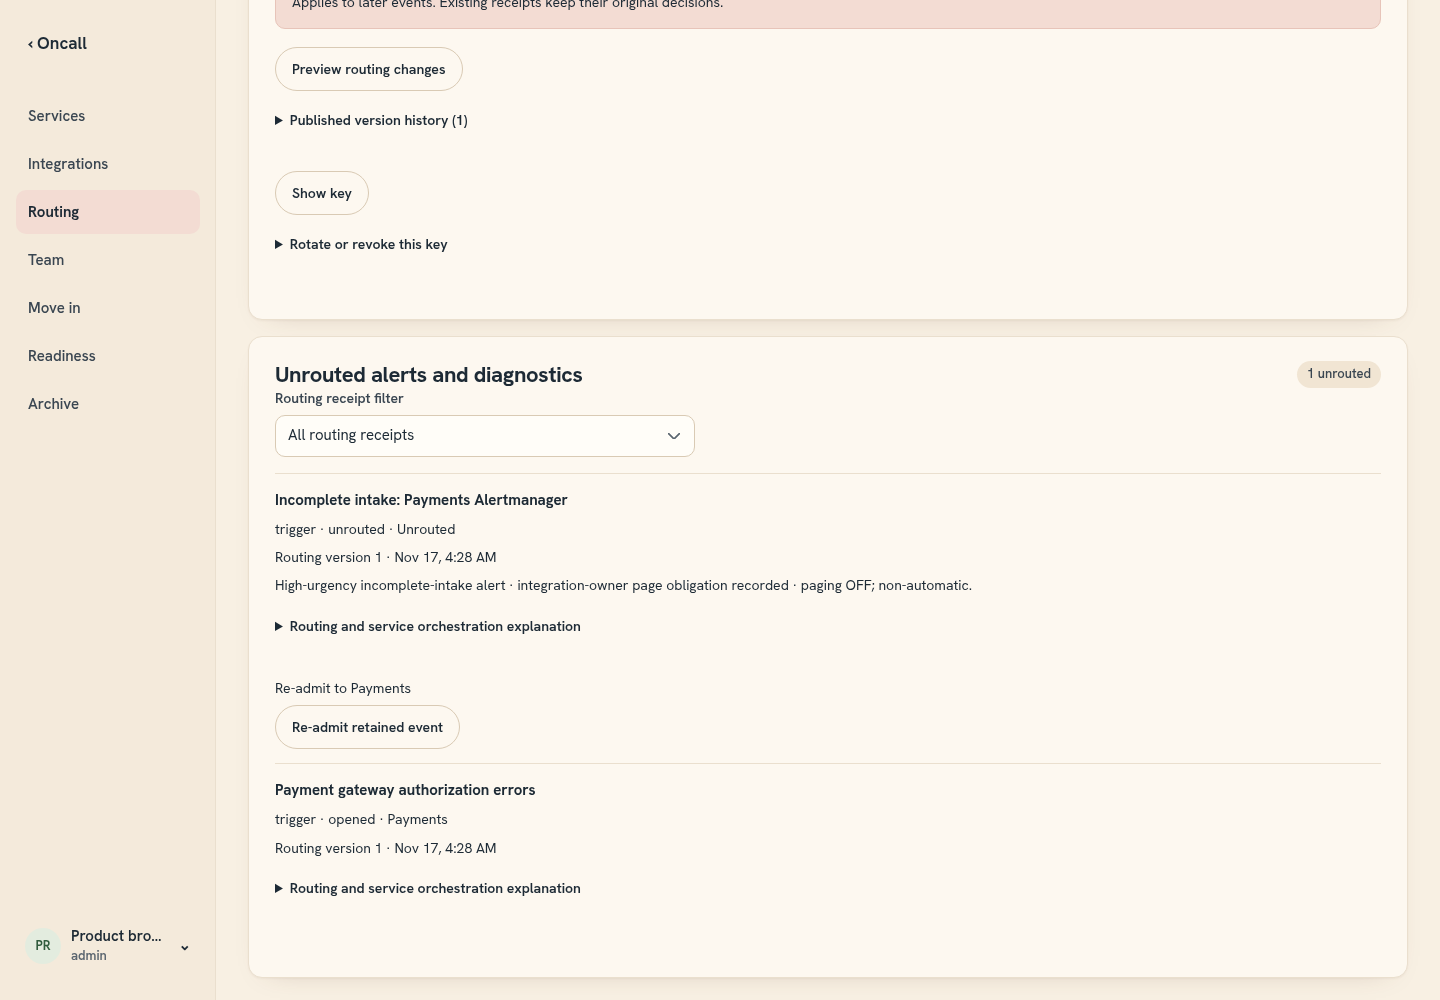 ‹ Oncall
Services
Integrations
Routing
Team
Move in
Readiness
Archive
PR
Product bro...
admin
Applies to later events. Existing receipts keep their original decisions.
Preview routing changes
Published version history (1)
Show key
Rotate or revoke this key
Unrouted alerts and diagnostics
1 unrouted
Routing receipt filter
All routing receipts
Incomplete intake: Payments Alertmanager
trigger · unrouted · Unrouted
Routing version 1 · Nov 17, 4:28 AM
High-urgency incomplete-intake alert · integration-owner page obligation recorded · paging OFF; non-automatic.
Routing and service orchestration explanation
Re-admit to Payments
Re-admit retained event
Payment gateway authorization errors
trigger · opened · Payments
Routing version 1 · Nov 17, 4:28 AM
Routing and service orchestration explanation